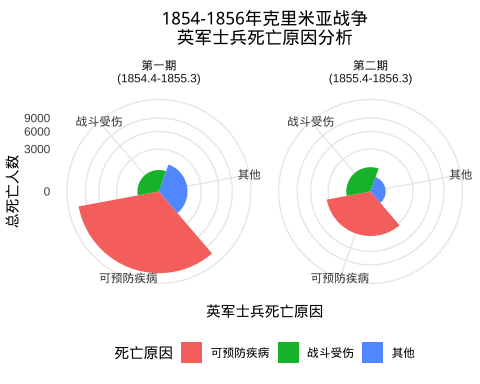 1854-1856年克里米亚战争
英军士兵死亡原因分析
第一期
(1854.4-1855.3)
第二期
(1855.4-1856.3)
总死亡人数
9000
6000
3000
0
战斗受伤
其他
可预防疾病
战斗受伤
其他
可预防疾病
英军士兵死亡原因
死亡原因 可预防疾病 战斗受伤 其他